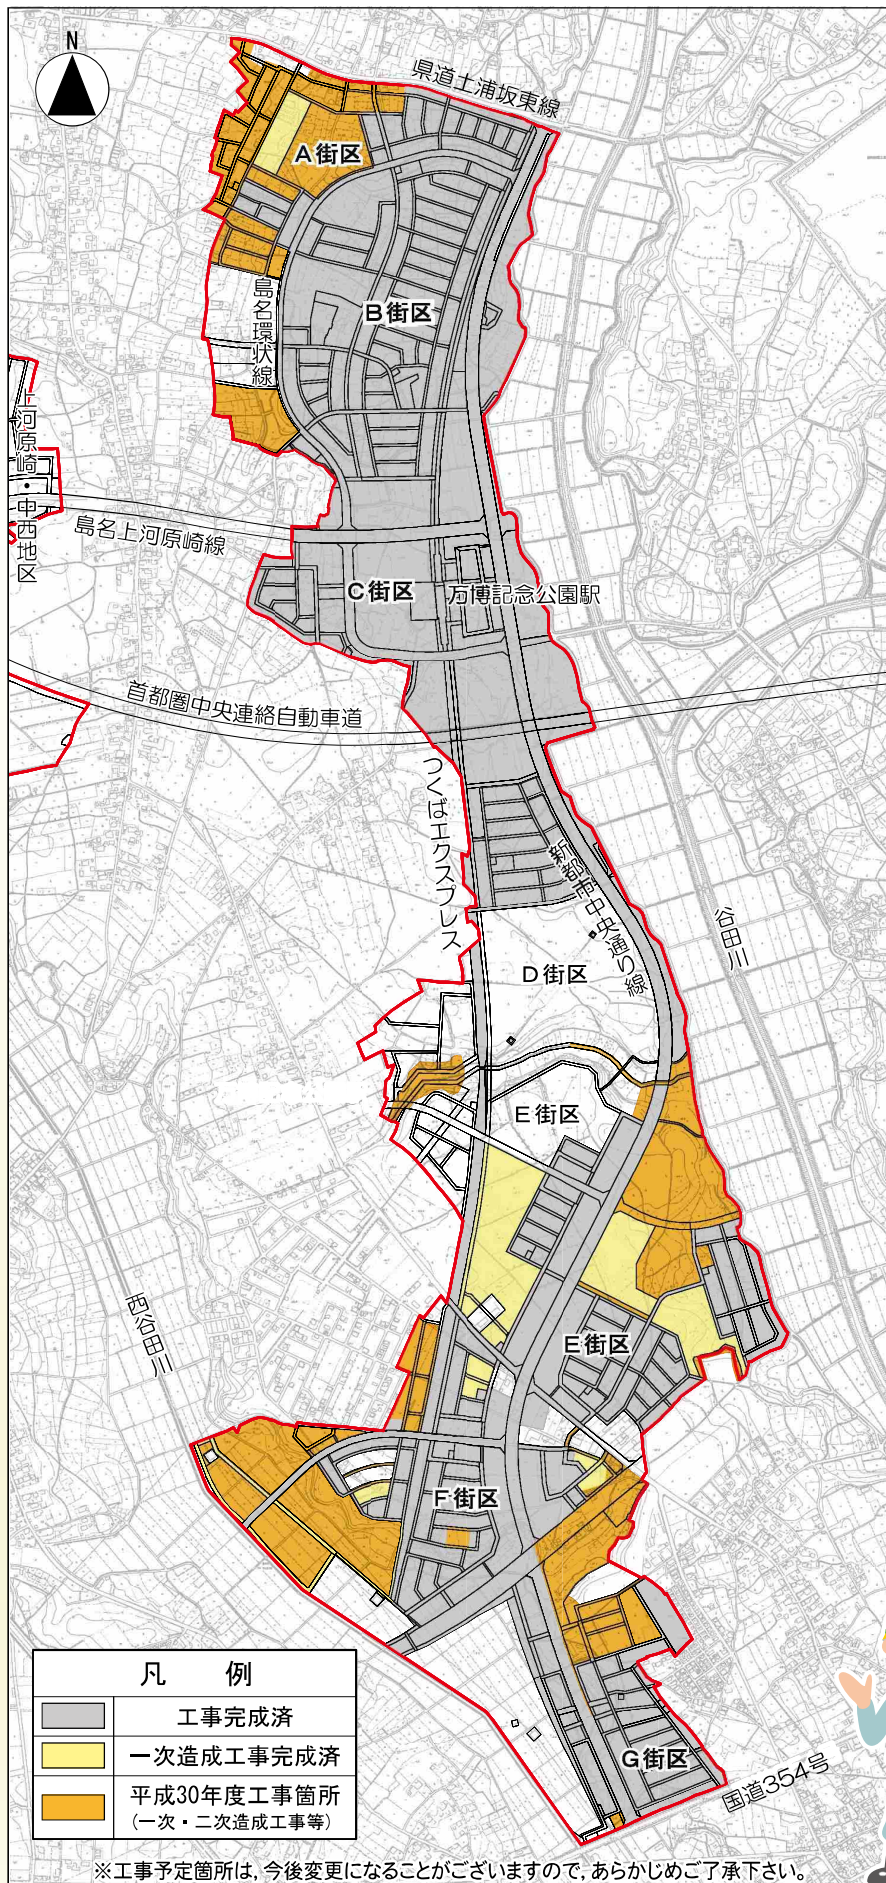 N
県道土浦坂東線
A街区
島名環状線
B街区
上河原崎・中西地区
島名上河原崎線
C街区
万博記念公園駅
首都圏中央連絡自動車道
つくばエクスプレス
新都市中央通り線
谷田川
D街区
E街区
西谷田川
E街区
F街区
G街区
国道354号
凡 例
工事完成済
一次造成工事完成済
平成30年度工事箇所
(一次・二次造成工事等)
※工事予定箇所は,今後変更になることがございますので,あらかじめご了承下さい。